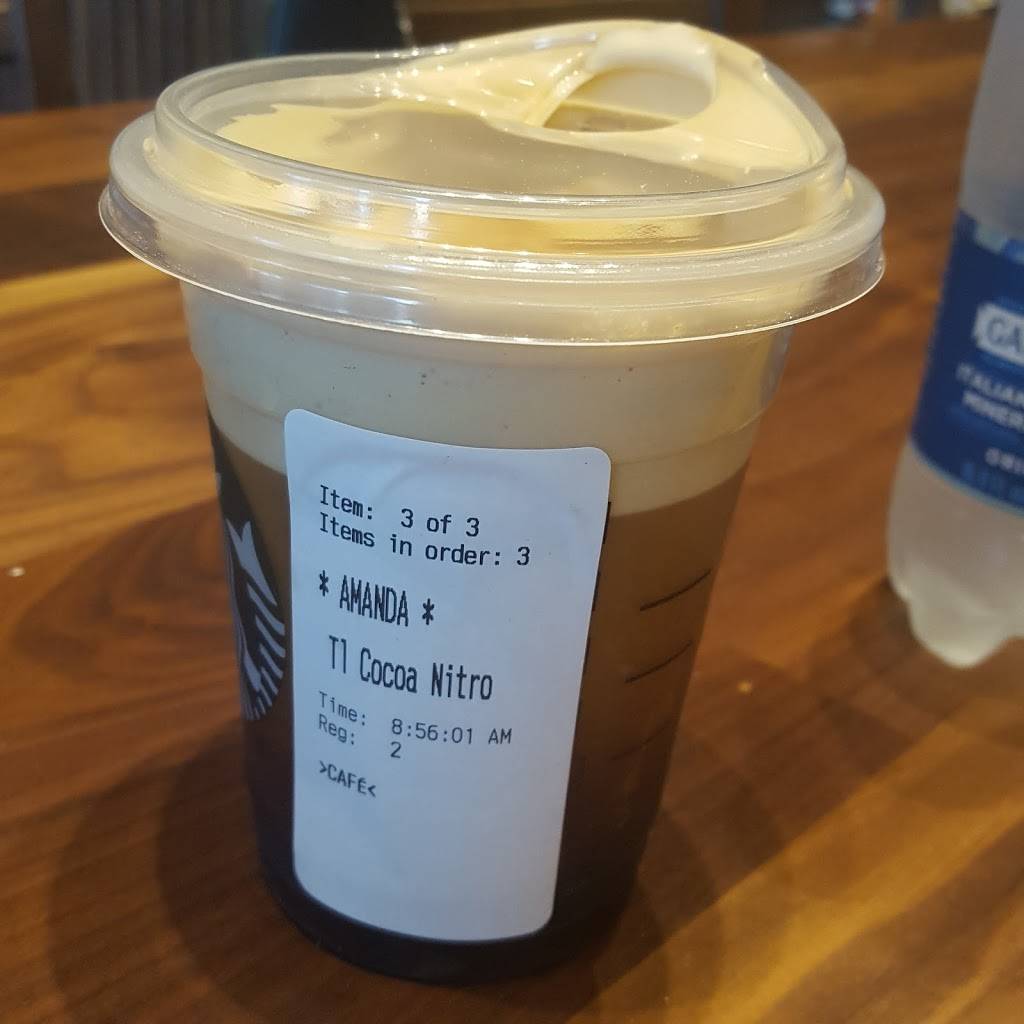 Item: 3 of 3
Items in order: 3
* AMANDA *
T1 Cocoa Nitro
Time: 8:56:01 AM
Reg: 2
>CAFÉ<
ITALIAN